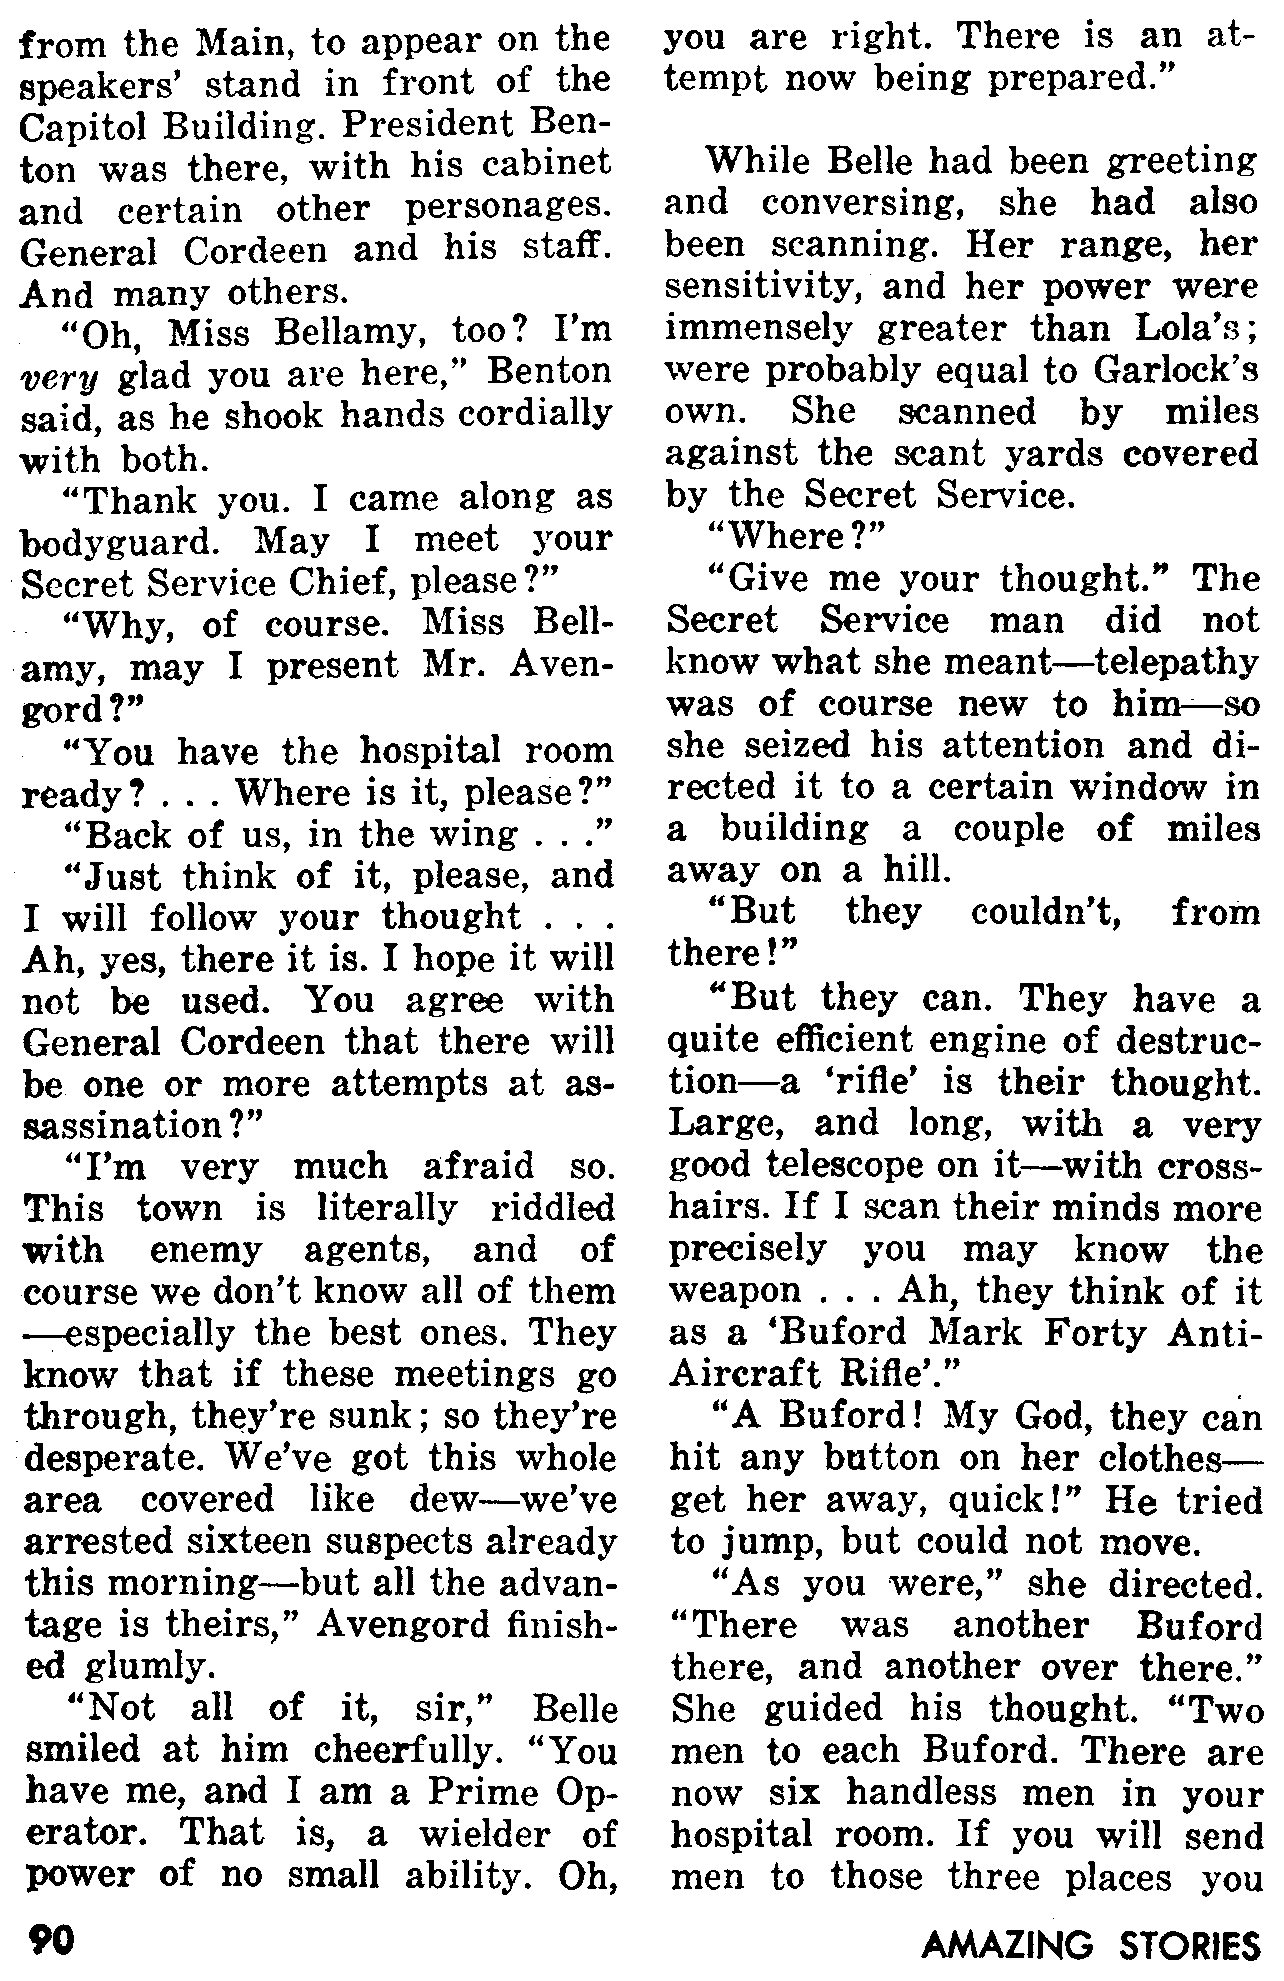 from the Main, to appear on the
speakers’ stand in front of the
Capitol Building. President Ben-
ton was there, with his cabinet
and certain other personages.
General Cordeen and his staff.
And many others.
“Oh, Miss Bellamy, too? I’m
very glad you are here,” Benton
said, as he shook hands cordially
with both.
“Thank you. I came along as
bodyguard. May I meet your
Secret Service Chief, please?”
“Why, of course. Miss Bell-
amy, may I present Mr. Aven-
gord?”
“You have the hospital room
ready? . . . Where is it, please?”
“Back of us, in the wing . . .”
“Just think of it, please, and
I will follow your thought . . .
Ah, yes, there it is. I hope it will
not be used. You agree with
General Cordeen that there will
be one or more attempts at as-
sassination?”
“I’m very much afraid so.
This town is literally riddled
with enemy agents, and of
course we don’t know all of them
—especially the best ones. They
know that if these meetings go
through, they’re sunk; so they’re
desperate. We’ve got this whole
area covered like dew—we’ve
arrested sixteen suspects already
this morning—but all the advan-
tage is theirs,” Avengord finish-
ed glumly.
“Not all of it, sir,” Belle
smiled at him cheerfully. “You
have me, and I am a Prime Op-
erator. That is, a wielder of
power of no small ability. Oh,
you are right. There is an at-
tempt now being prepared.”
While Belle had been greeting
and conversing, she had also
been scanning. Her range, her
sensitivity, and her power were
immensely greater than Lola’s;
were probably equal to Garlock’s
own. She scanned by miles
against the scant yards covered
by the Secret Service.
“Where?”
“Give me your thought.” The
Secret Service man did not
know what she meant—telepathy
was of course new to him—so
she seized his attention and di-
rected it to a certain window in
a building a couple of miles
away on a hill.
“But they couldn’t, from
there!”
“But they can. They have a
quite efficient engine of destruc-
tion—a ‘rifle’ is their thought.
Large, and long, with a very
good telescope on it—with cross-
hairs. If I scan their minds more
precisely you may know the
weapon . . . Ah, they think of it
as a ‘Buford Mark Forty Anti-
Aircraft Rifle’.”
“A Buford! My God, they can
hit any button on her clothes—
get her away, quick!” He tried
to jump, but could not move.
“As you were,” she directed.
“There was another Buford
there, and another over there.”
She guided his thought. “Two
men to each Buford. There are
now six handless men in your
hospital room. If you will send
men to those three places you
90
AMAZING STORIES